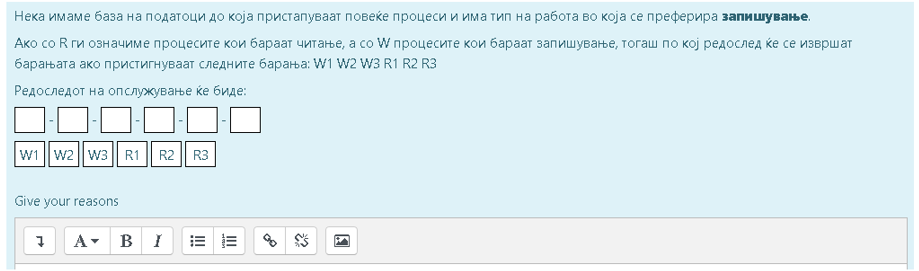 Нека имаме база на податоци до која пристапуваат повеќе процеси и има тип на работа во која се преферира запишување.
Ако со R ги означиме процесите кои бараат читање, а со W процесите кои бараат запишување, тогаш по кој редослед ќе се извршат
барањата ако пристигнуваат следните барања: W1 W2 W3 R1 R2 R3
Редоследот на опслужување ќе биде:
- - - - -
W1 W2 W3 R1 R2 R3
Give your reasons
A B I